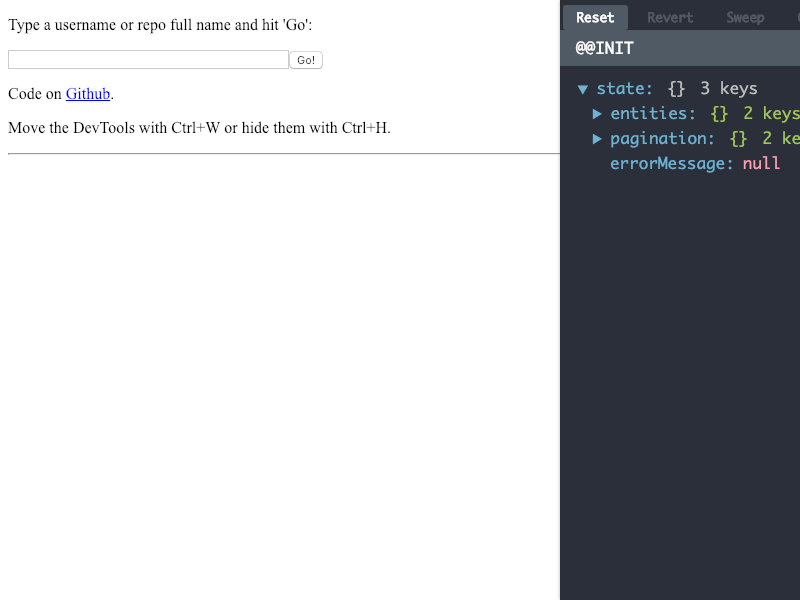 Type a username or repo full name and hit 'Go':
Go!
Code on Github.
Move the DevTools with Ctrl+W or hide them with Ctrl+H.
Reset Revert Sweep
@@INIT
▼ state: {} 3 keys
▶ entities: {} 2 keys
▶ pagination: {} 2 ke
errorMessage: null